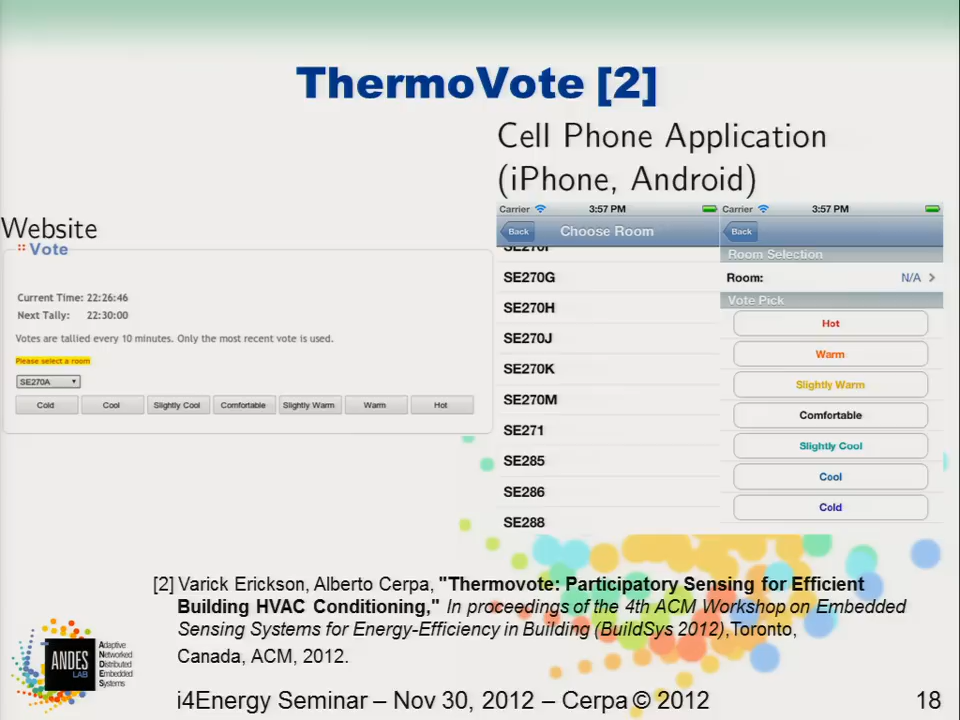 ThermoVote [2]
Cell Phone Application
(iPhone, Android)
Website
Vote
Current Time: 22:26:46
Next Tally: 22:30:00
Votes are tallied every 10 minutes. Only the most recent vote is used.
Please select a room
SE270A
Cold Cool Slightly Cool Comfortable Slightly Warm Warm Hot
Carrier 3:57 PM
Back Choose Room
SE270F
SE270G
SE270H
SE270J
SE270K
SE270M
SE271
SE285
SE286
SE288
Carrier 3:57 PM
Back
Room Selection
Room: N/A
Vote Pick
Hot
Warm
Slightly Warm
Comfortable
Slightly Cool
Cool
Cold
[2] Varick Erickson, Alberto Cerpa, "Thermovote: Participatory Sensing for Efficient
Building HVAC Conditioning," In proceedings of the 4th ACM Workshop on Embedded
Sensing Systems for Energy-Efficiency in Building (BuildSys 2012),Toronto,
Canada, ACM, 2012.
ANDES
LAB
Adaptive
Networked
Distributed
Embedded
Systems
i4Energy Seminar – Nov 30, 2012 – Cerpa © 2012
18